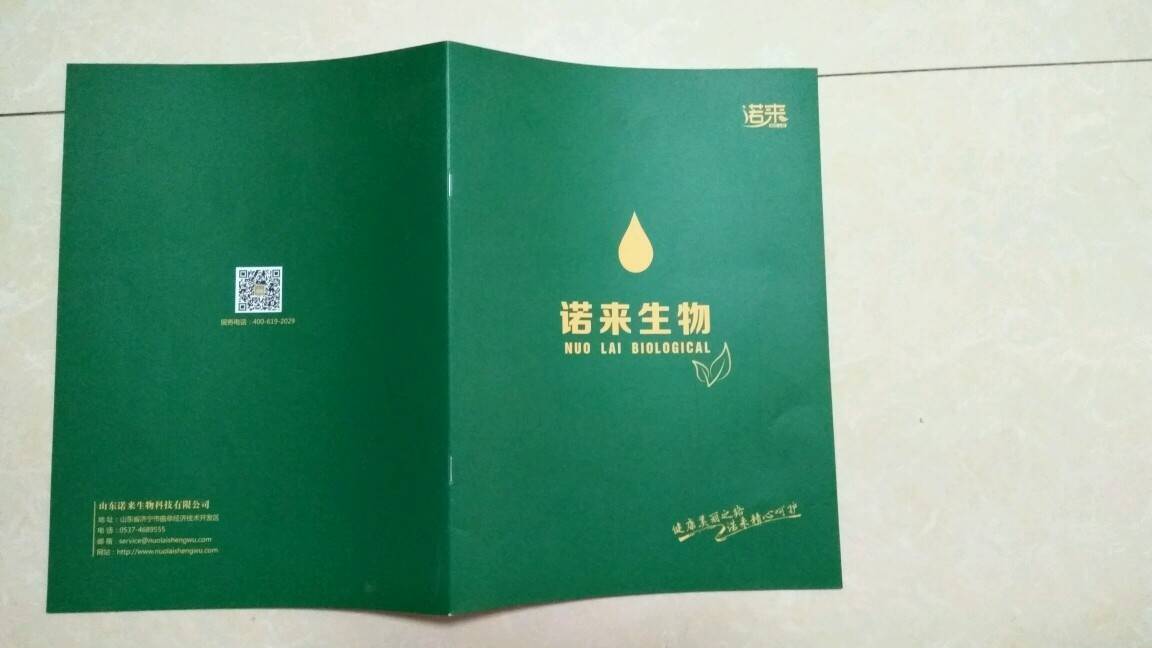 诺来
诺来生物
NUO LAI BIOLOGICAL
健康美丽之路
诺来精心呵护
服务电话：400-619-2029
山东诺来生物科技有限公司
地 址：山东省济宁市曲阜经济技术开发区
电 话：0537-4689555
邮 箱：service@nuolaishengwu.com
网址：http://www.nuolaishengwu.com